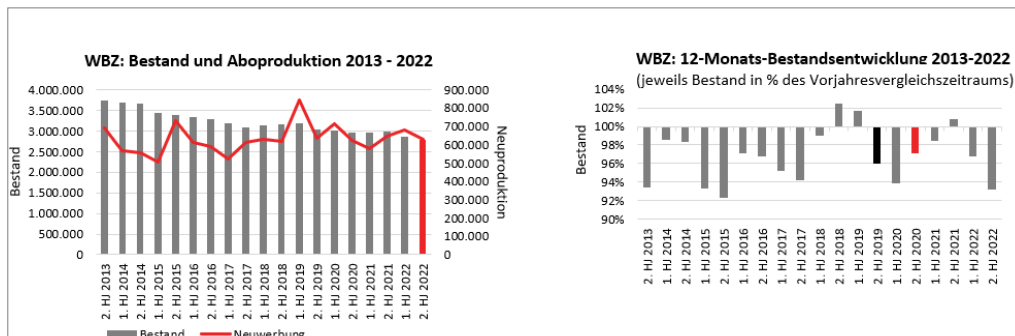 WBZ: Bestand und Aboproduktion 2013 - 2022
4.000.000
3.500.000
3.000.000
2.500.000
2.000.000
1.500.000
1.000.000
500.000
0
Bestand
900.000
800.000
700.000
600.000
500.000
400.000
300.000
200.000
100.000
0
Neuproduktion
2. HJ 2013
1. HJ 2014
2. HJ 2014
1. HJ 2015
2. HJ 2015
1. HJ 2016
2. HJ 2016
1. HJ 2017
2. HJ 2017
1. HJ 2018
2. HJ 2018
1. HJ 2019
2. HJ 2019
1. HJ 2020
2. HJ 2020
1. HJ 2021
2. HJ 2021
1. HJ 2022
2. HJ 2022
Bestand
Neuwerbung
WBZ: 12-Monats-Bestandsentwicklung 2013-2022
(jeweils Bestand in % des Vorjahresvergleichszeitraums)
104%
102%
100%
98%
96%
94%
92%
90%
Bestand
2. HJ 2013
1. HJ 2014
2. HJ 2014
1. HJ 2015
2. HJ 2015
1. HJ 2016
2. HJ 2016
1. HJ 2017
2. HJ 2017
1. HJ 2018
2. HJ 2018
1. HJ 2019
2. HJ 2019
1. HJ 2020
2. HJ 2020
1. HJ 2021
2. HJ 2021
1. HJ 2022
2. HJ 2022